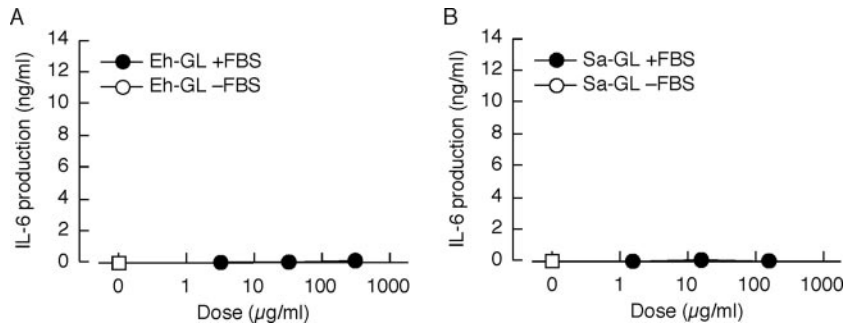 A
IL-6 production (ng/ml)
14
12
10
8
6
4
2
0
Eh-GL +FBS
Eh-GL –FBS
0 1 10 100 1000
Dose (µg/ml)
B
IL-6 production (ng/ml)
14
12
10
8
6
4
2
0
Sa-GL +FBS
Sa-GL –FBS
0 1 10 100 1000
Dose (µg/ml)